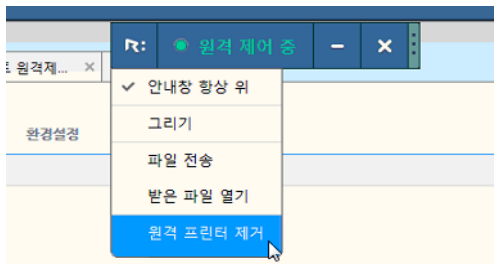 R: 원격 제어 중
트 원격제... ×
✓ 안내창 항상 위
그리기
환경설정
파일 전송
받은 파일 열기
원격 프린터 제거